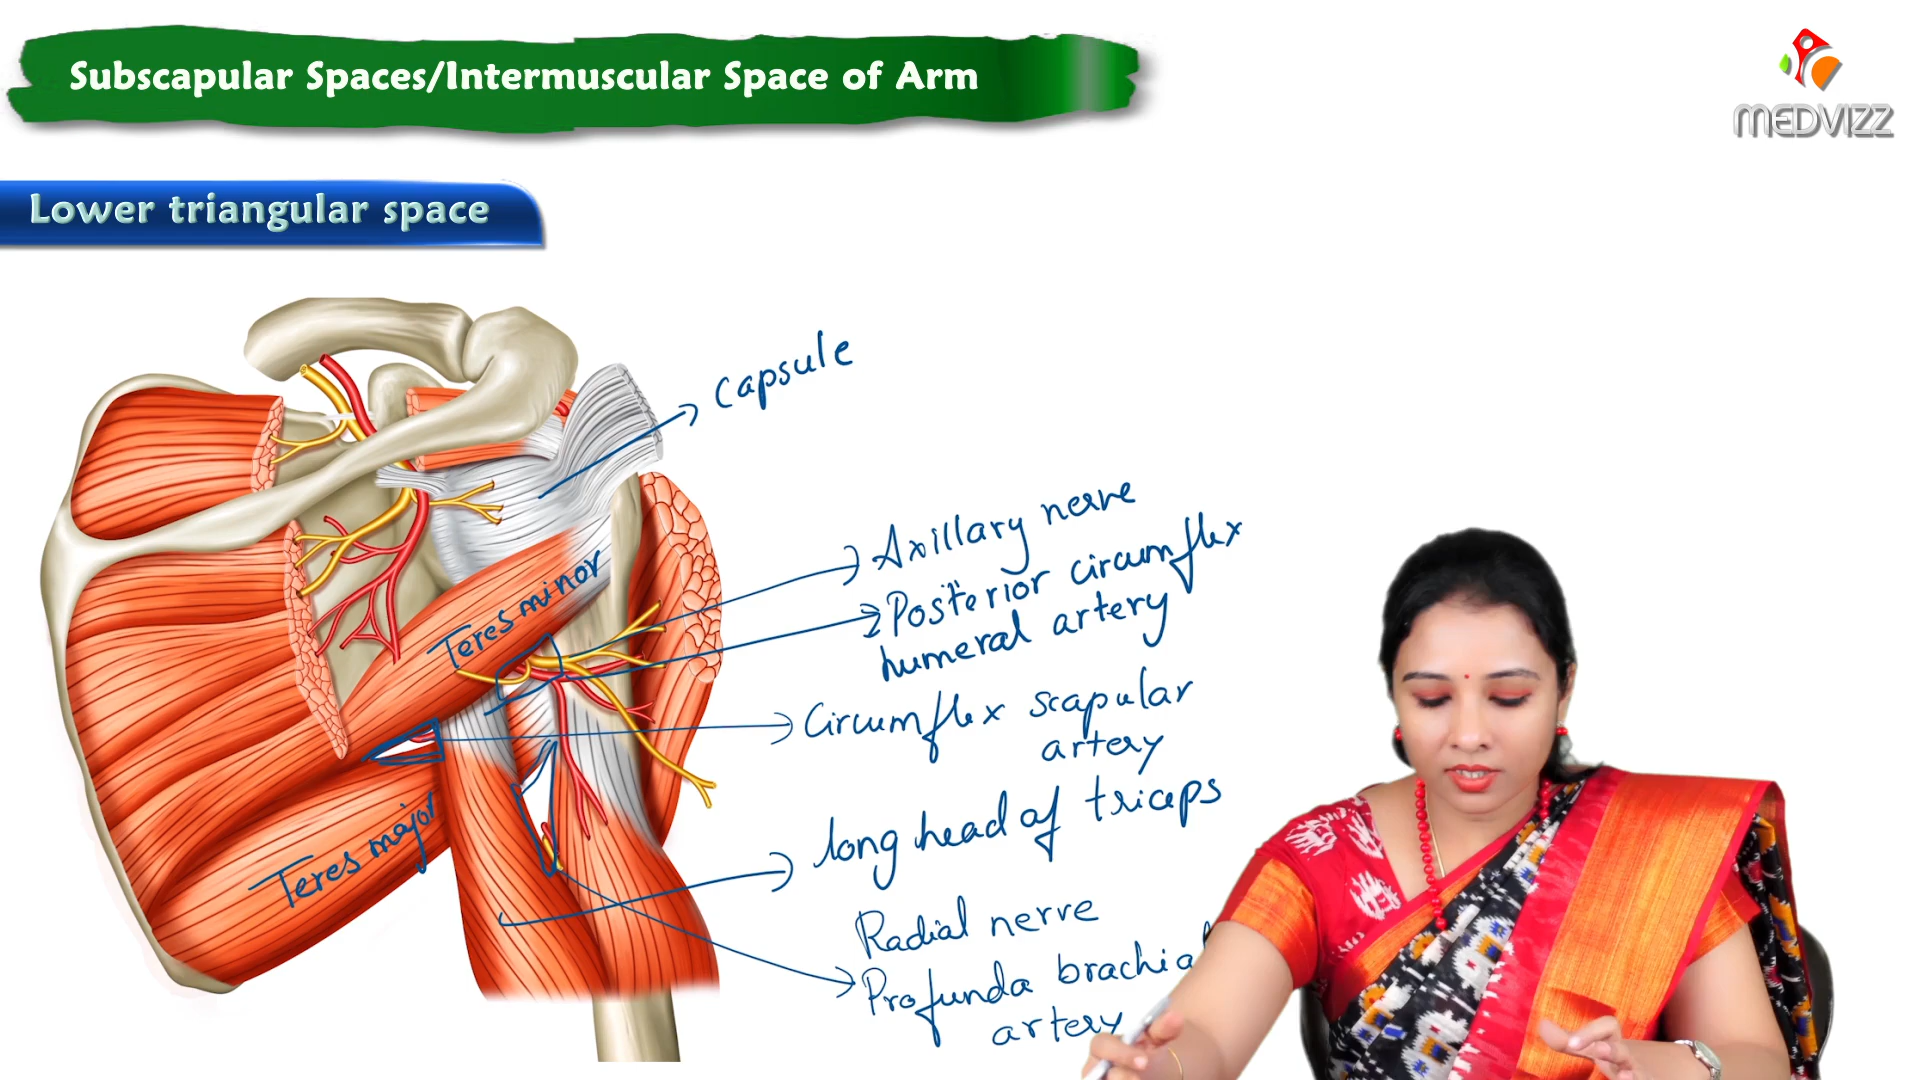 Subscapular Spaces/Intermuscular Space of Arm
MEDVIZZ
Lower triangular space
Capsule
Axillary nerve
Posterior circumflex
humeral artery
Teres minor
Circumflex scapular
artery
long head of triceps
Teres major
Radial nerve
Profunda brachia
artery